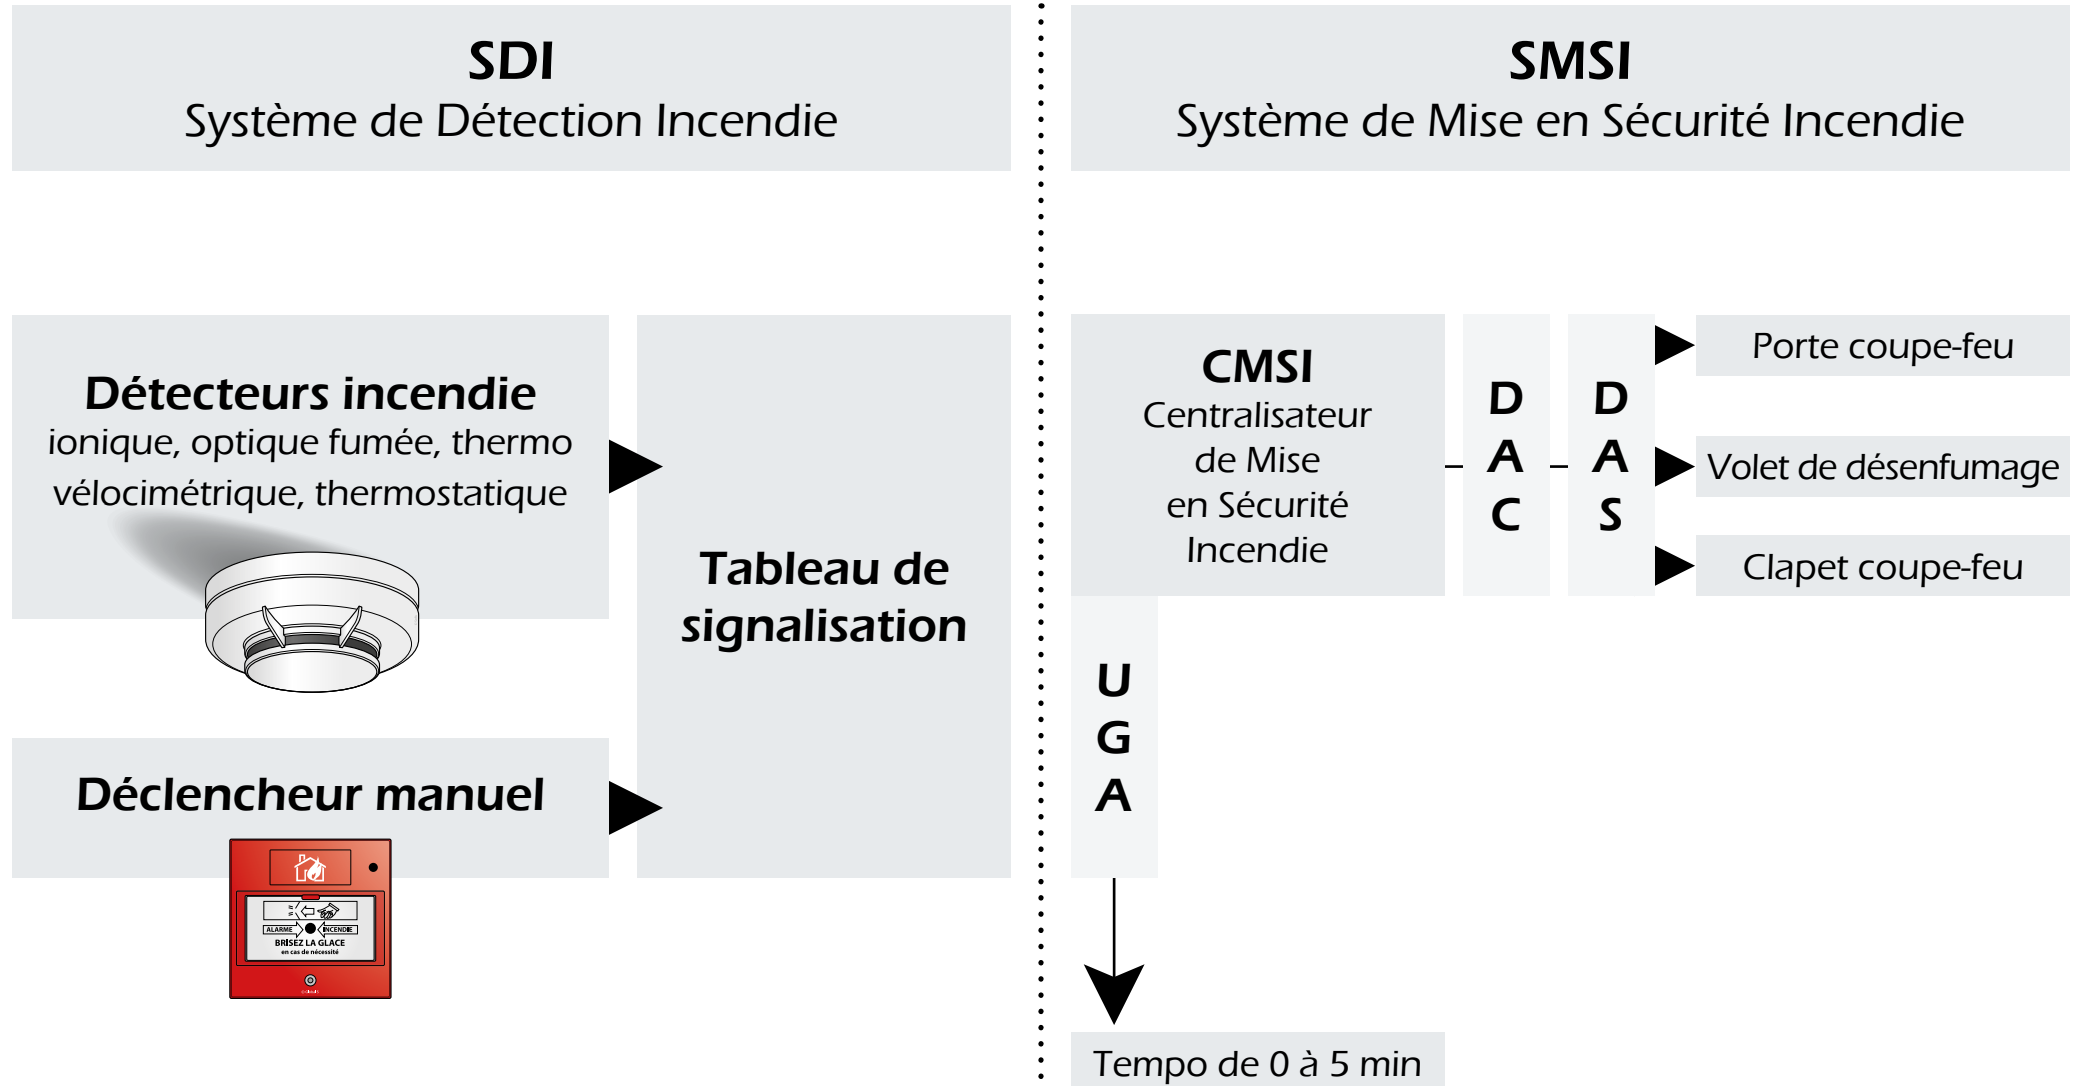 SDI
Système de Détection Incendie
SMSI
Système de Mise en Sécurité Incendie
Détecteurs incendie
ionique, optique fumée, thermo
vélocimétrique, thermostatique
Déclencheur manuel
ALARME
INCENDIE
BRISEZ LA GLACE
en cas de nécessité
Tableau de
signalisation
CMSI
Centralisateur
de Mise
en Sécurité
Incendie
D
A
C
D
A
S
Porte coupe-feu
Volet de désenfumage
Clapet coupe-feu
U
G
A
Tempo de 0 à 5 min